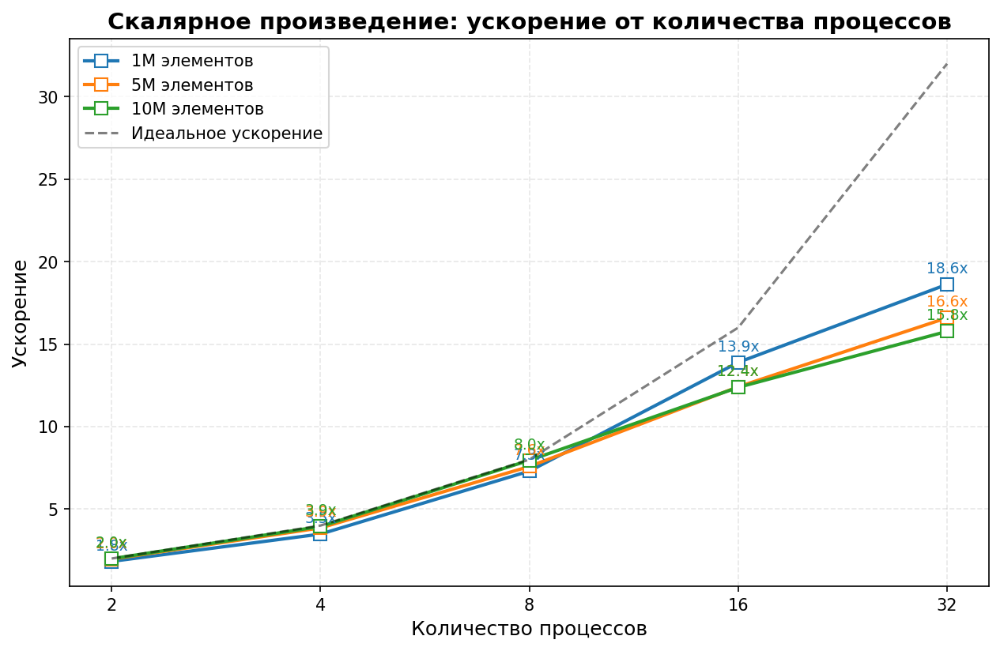 Скалярное произведение: ускорение от количества процессов
1M элементов
5M элементов
10M элементов
Идеальное ускорение
Ускорение
30
25
20
15
10
5
18.6x
16.6x
15.8x
13.9x
12.4x
8.0x
2 4 8 16 32
Количество процессов